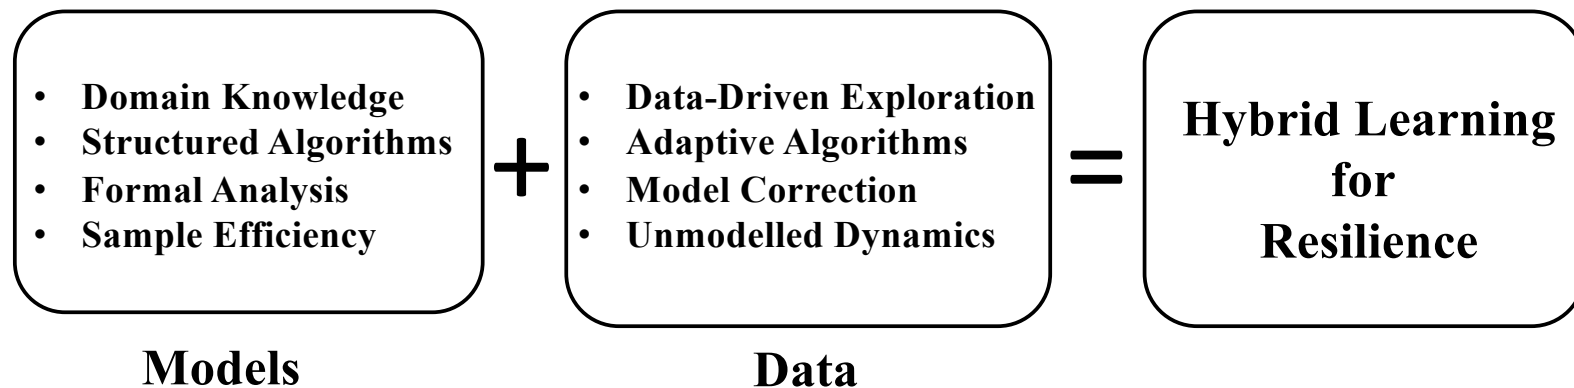 • Domain Knowledge
• Structured Algorithms
• Formal Analysis
• Sample Efficiency
Models
+
• Data-Driven Exploration
• Adaptive Algorithms
• Model Correction
• Unmodelled Dynamics
Data
=
Hybrid Learning
for
Resilience